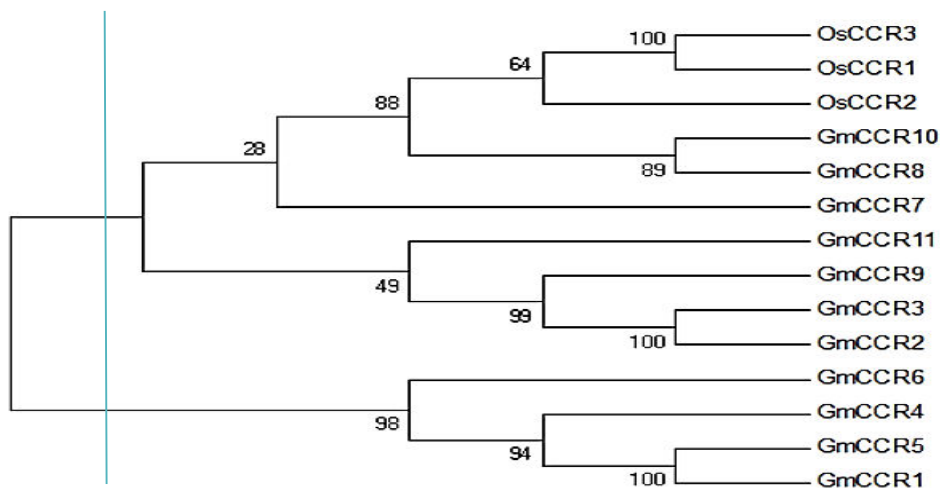 100 OsCCR3
64 OsCCR1
88 OsCCR2
28 GmCCR10
89 GmCCR8
GmCCR7
GmCCR11
49 GmCCR9
99 GmCCR3
100 GmCCR2
GmCCR6
98 GmCCR4
94 GmCCR5
100 GmCCR1